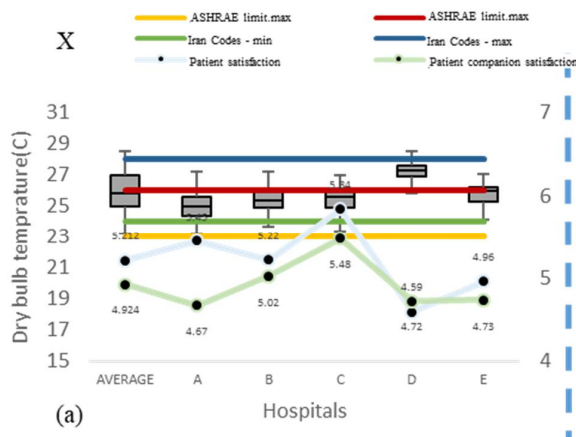 X
ASHRAE limit.max
ASHRAE limit.max
Iran Codes - min
Iran Codes - max
Patient satisfaction
Patient companion satisfaction
Dry bulb temprature(C)
31
29
27
25
23
21
19
17
15
7
6
5
4
5.212
5.45
5.22
5.84
4.59
4.96
4.924
4.67
5.02
5.48
4.72
4.73
AVERAGE A B C D E
(a) Hospitals